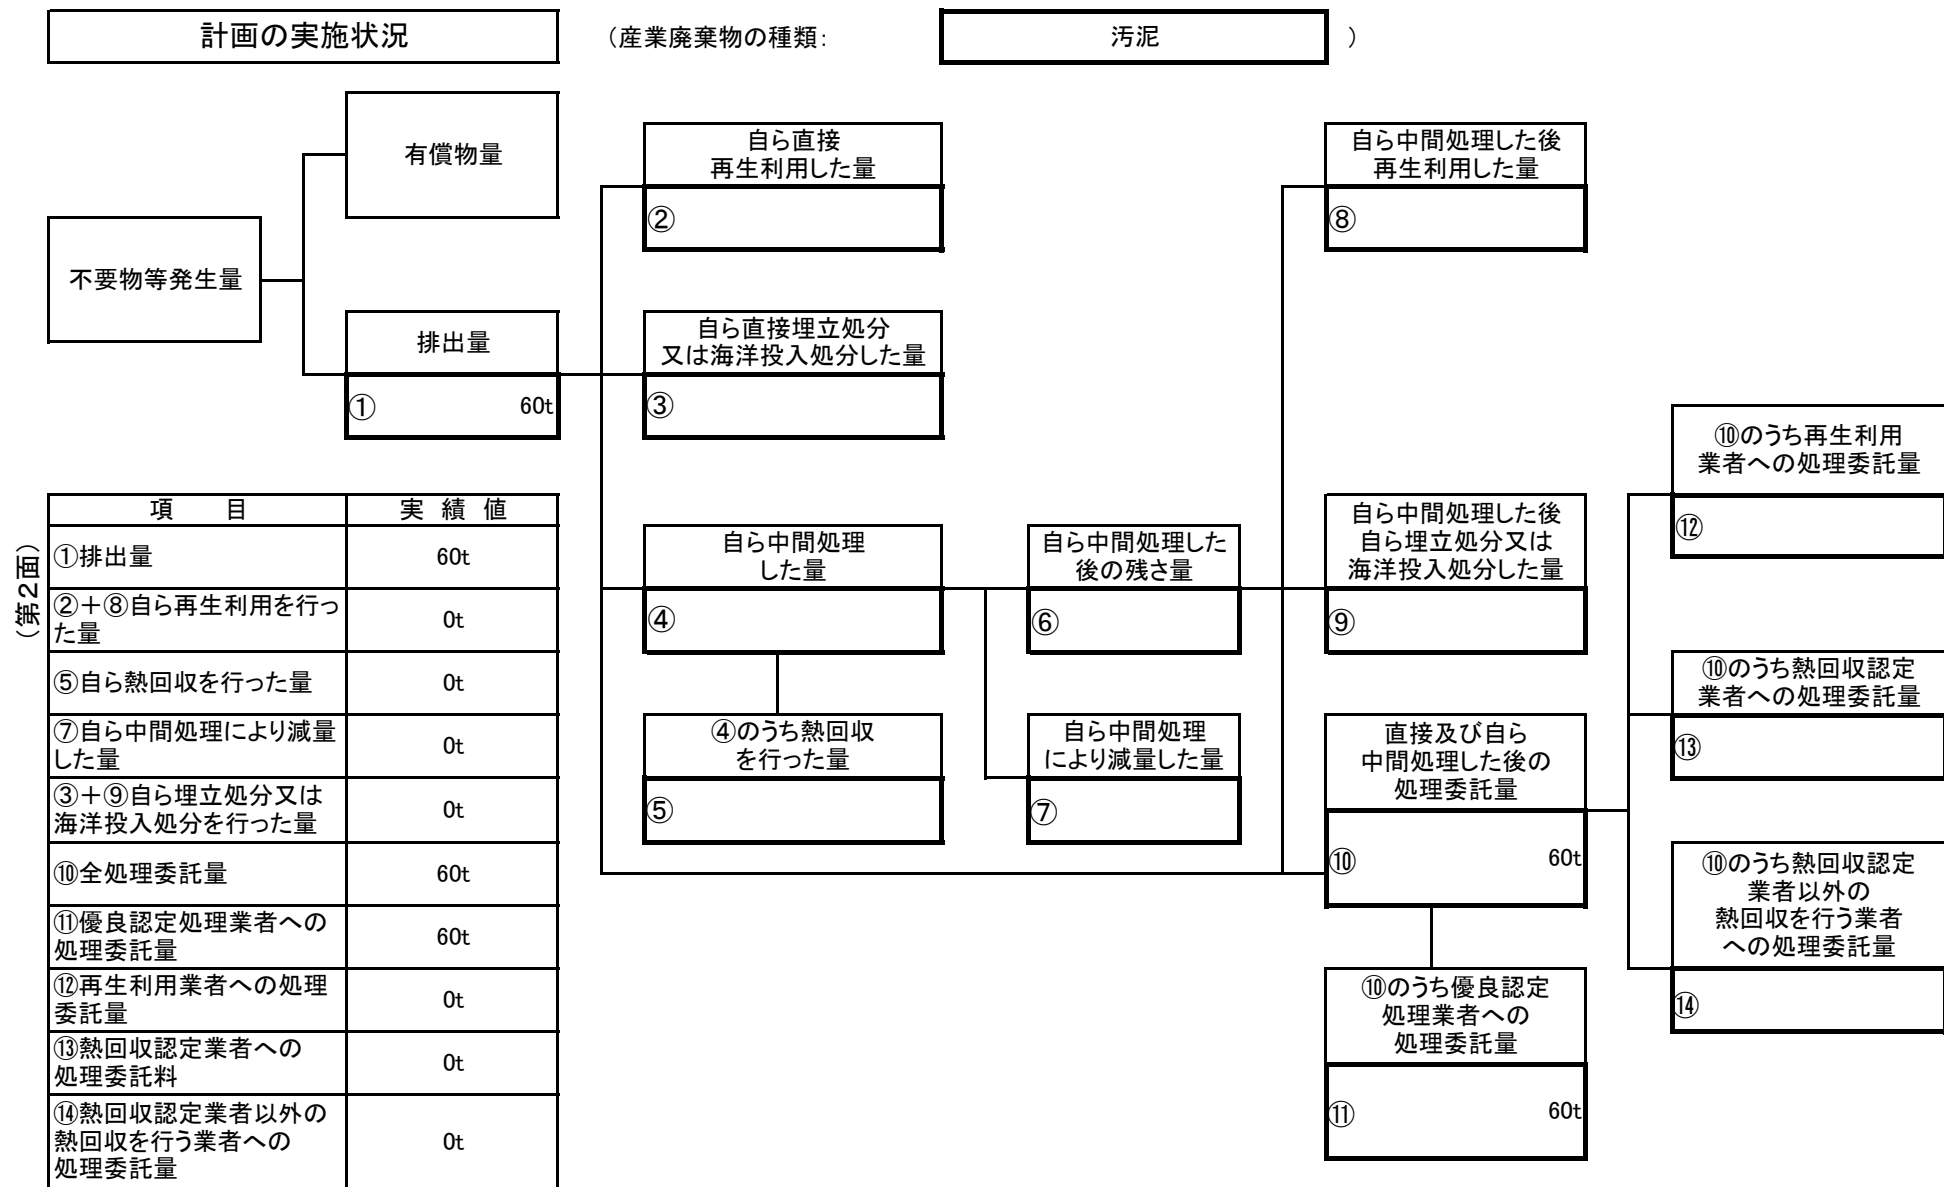 計画の実施状況
（産業廃棄物の種類： 汚泥 ）
有償物量
不要物等発生量
排出量
① 60t
自ら直接
再生利用した量
②
自ら直接埋立処分
又は海洋投入処分した量
③
自ら中間処理
した量
④
④のうち熱回収
を行った量
⑤
自ら中間処理した
後の残さ量
⑥
自ら中間処理
により減量した量
⑦
自ら中間処理した後
再生利用した量
⑧
自ら中間処理した後
自ら埋立処分又は
海洋投入処分した量
⑨
直接及び自ら
中間処理した後の
処理委託量
⑩ 60t
⑩のうち優良認定
処理業者への
処理委託量
⑪ 60t
⑩のうち再生利用
業者への処理委託量
⑫
⑩のうち熱回収認定
業者への処理委託量
⑬
⑩のうち熱回収認定
業者以外の
熱回収を行う業者
への処理委託量
⑭
（第２面）
項 目 実 績 値
①排出量 60t
②＋⑧自ら再生利用を行っ
た量 0t
⑤自ら熱回収を行った量 0t
⑦自ら中間処理により減量
した量 0t
③＋⑨自ら埋立処分又は
海洋投入処分を行った量 0t
⑩全処理委託量 60t
⑪優良認定処理業者への
処理委託量 60t
⑫再生利用業者への処理
委託量 0t
⑬熱回収認定業者への
処理委託料 0t
⑭熱回収認定業者以外の
熱回収を行う業者への
処理委託量 0t